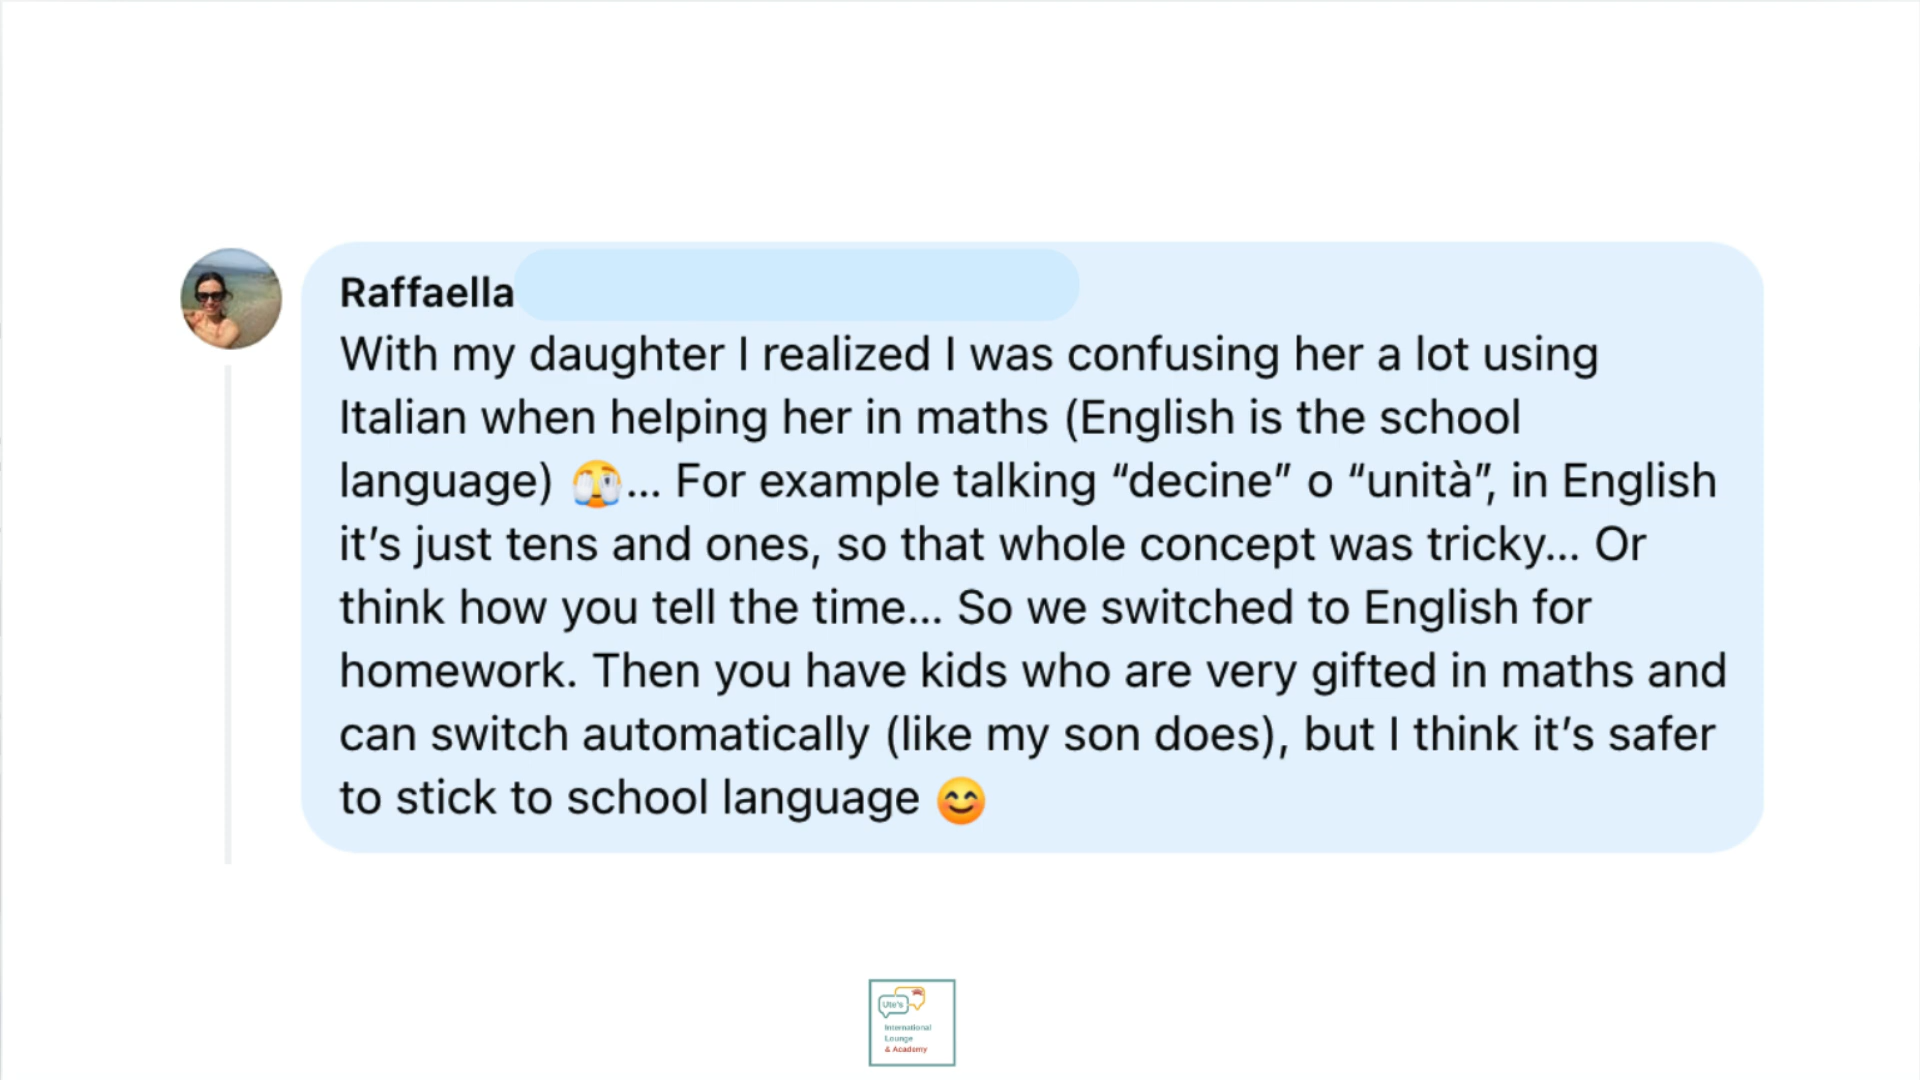 Raffaella
With my daughter I realized I was confusing her a lot using
Italian when helping her in maths (English is the school
language) 🫣... For example talking “decine” o “unità”, in English
it’s just tens and ones, so that whole concept was tricky... Or
think how you tell the time... So we switched to English for
homework. Then you have kids who are very gifted in maths and
can switch automatically (like my son does), but I think it’s safer
to stick to school language 😊
Ute's
International
Lounge
& Academy